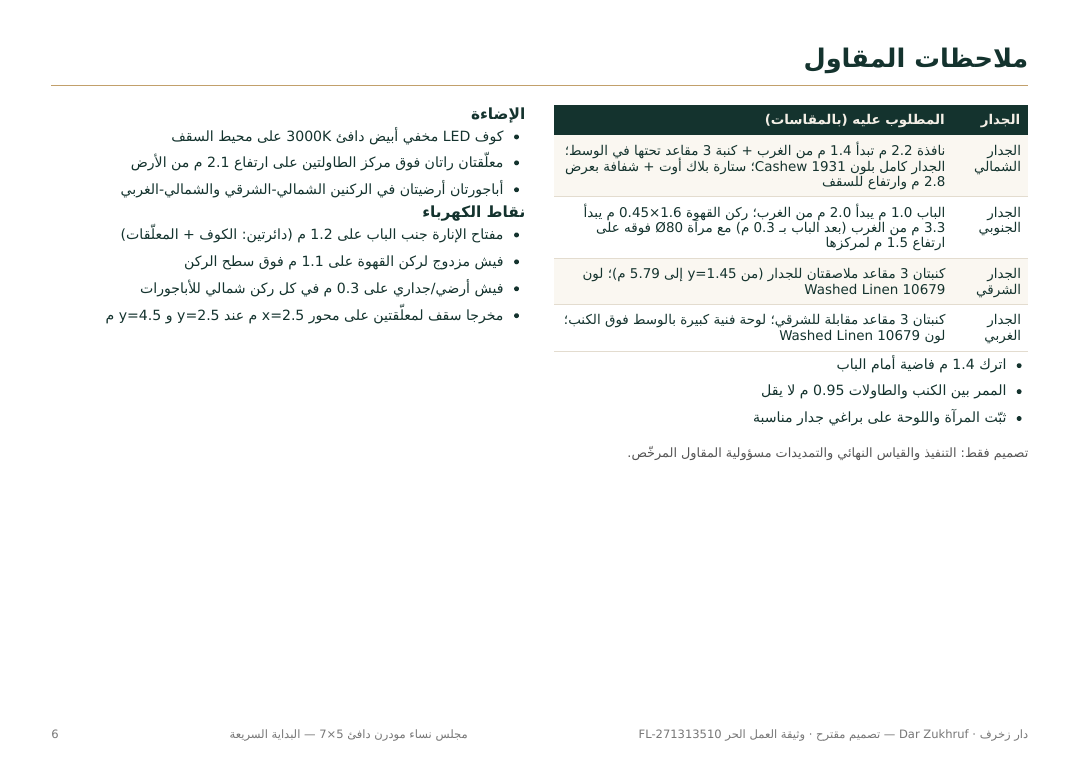 ملاحظات المقاول
الجدار	المطلوب عليه (بالمقاسات)
الجدار الشمالي	نافذة 2.2 م تبدأ 1.4 م من الغرب + كنبة 3 مقاعد تحتها في الوسط؛
الجدار كامل بلون Cashew 1931؛ ستارة بلاك أوت + شفافة بعرض
2.8 م وارتفاع للسقف
الجدار الجنوبي	الباب 1.0 م يبدأ 2.0 م من الغرب؛ ركن القهوة 1.6×0.45 م يبدأ
3.3 م من الغرب (بعد الباب بـ 0.3 م) مع مرآة Ø80 فوقه على
ارتفاع 1.5 م لمركزها
الجدار الشرقي	كنبتان 3 مقاعد ملاصقتان للجدار (من y=1.45 إلى 5.79 م)؛ لون
Washed Linen 10679
الجدار الغربي	كنبتان 3 مقاعد مقابلة للشرقي؛ لوحة فنية كبيرة بالوسط فوق الكنب؛
لون Washed Linen 10679
• اترك 1.4 م فاضية أمام الباب
• الممر بين الكنب والطاولات 0.95 م لا يقل
• ثبّت المرآة واللوحة على براغي جدار مناسبة
تصميم فقط: التنفيذ والقياس النهائي والتمديدات مسؤولية المقاول المرخّص.
الإضاءة
• كوف LED مخفي أبيض دافئ 3000K على محيط السقف
• معلّقتان راتان فوق مركز الطاولتين على ارتفاع 2.1 م من الأرض
• أباجورتان أرضيتان في الركنين الشمالي-الشرقي والشمالي-الغربي
نقاط الكهرباء
• مفتاح الإنارة جنب الباب على 1.2 م (دائرتين: الكوف + المعلّقات)
• فيش مزدوج لركن القهوة على 1.1 م فوق سطح الركن
• فيش أرضي/جداري على 0.3 م في كل ركن شمالي للأباجورات
• مخرجا سقف لمعلّقتين على محور x=2.5 م عند y=2.5 و y=4.5 م
دار زخرف · Dar Zukhruf — تصميم مقترح · وثيقة العمل الحر FL-271313510
مجلس نساء مودرن دافئ 5×7 — البداية السريعة
6